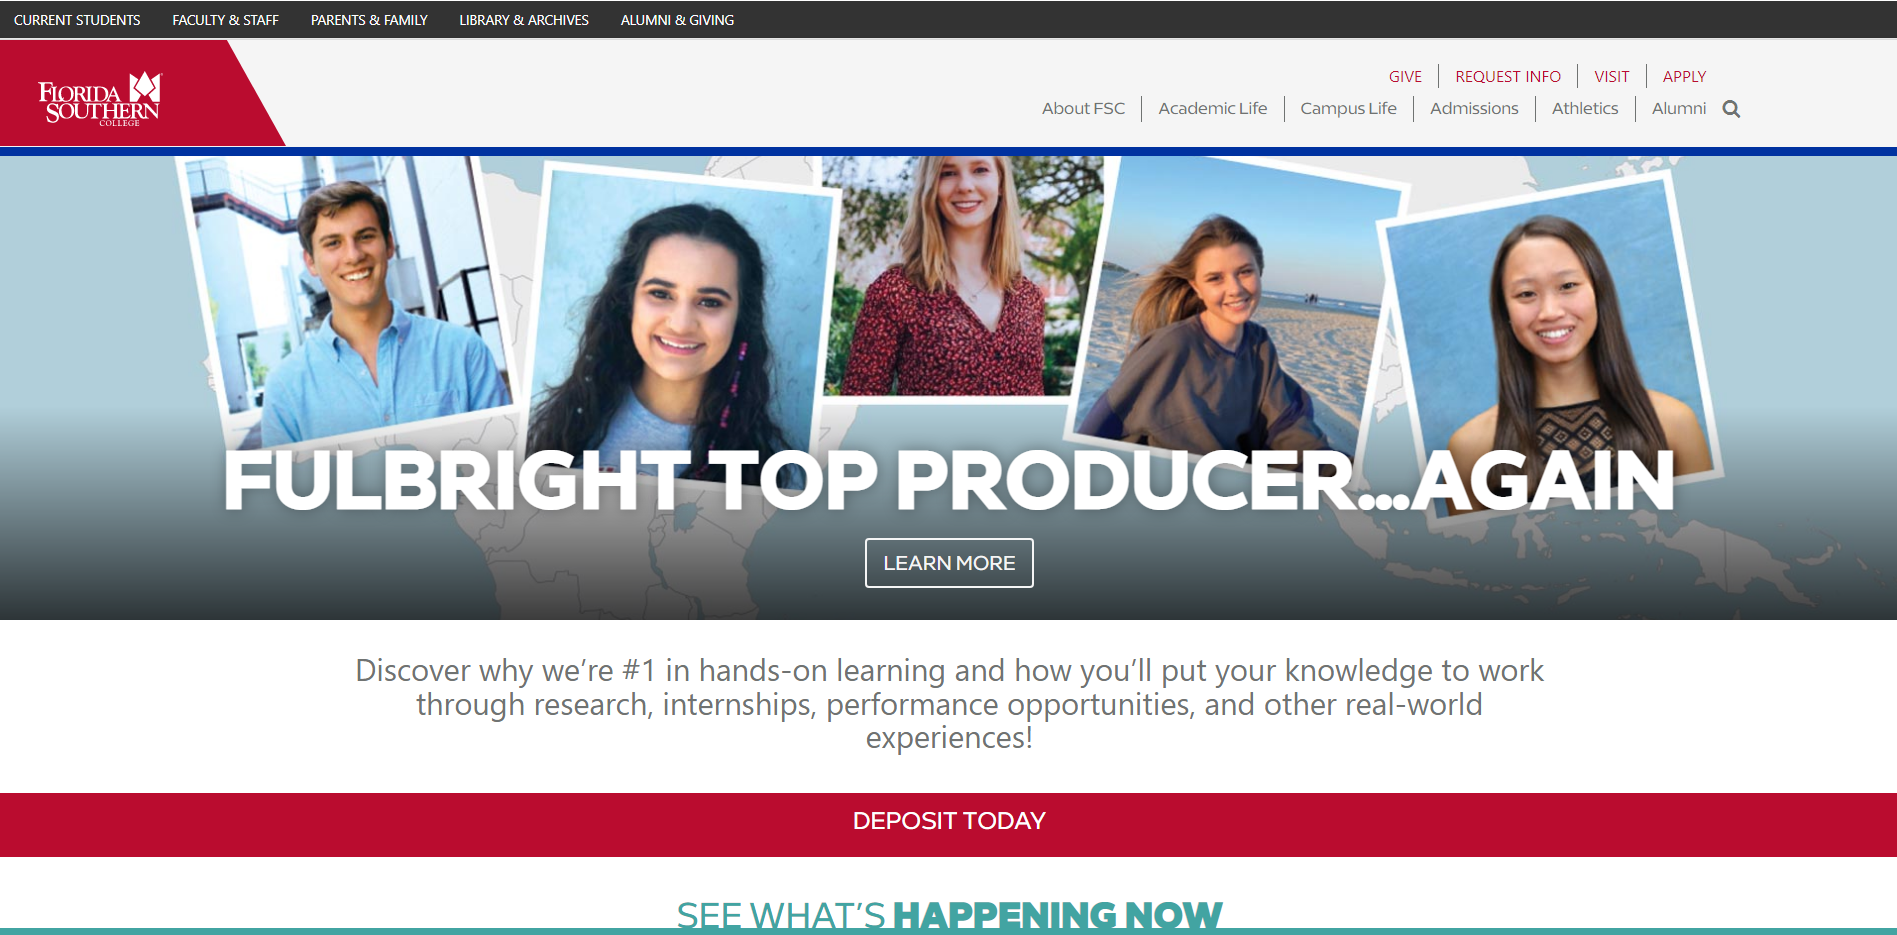 CURRENT STUDENTS FACULTY & STAFF PARENTS & FAMILY LIBRARY & ARCHIVES ALUMNI & GIVING
FLORIDA
SOUTHERN
COLLEGE
GIVE REQUEST INFO VISIT APPLY
About FSC Academic Life Campus Life Admissions Athletics Alumni
FULBRIGHT TOP PRODUCER...AGAIN
LEARN MORE
Discover why we’re #1 in hands-on learning and how you’ll put your knowledge to work
through research, internships, performance opportunities, and other real-world
experiences!
DEPOSIT TODAY
SEE WHAT’S HAPPENING NOW